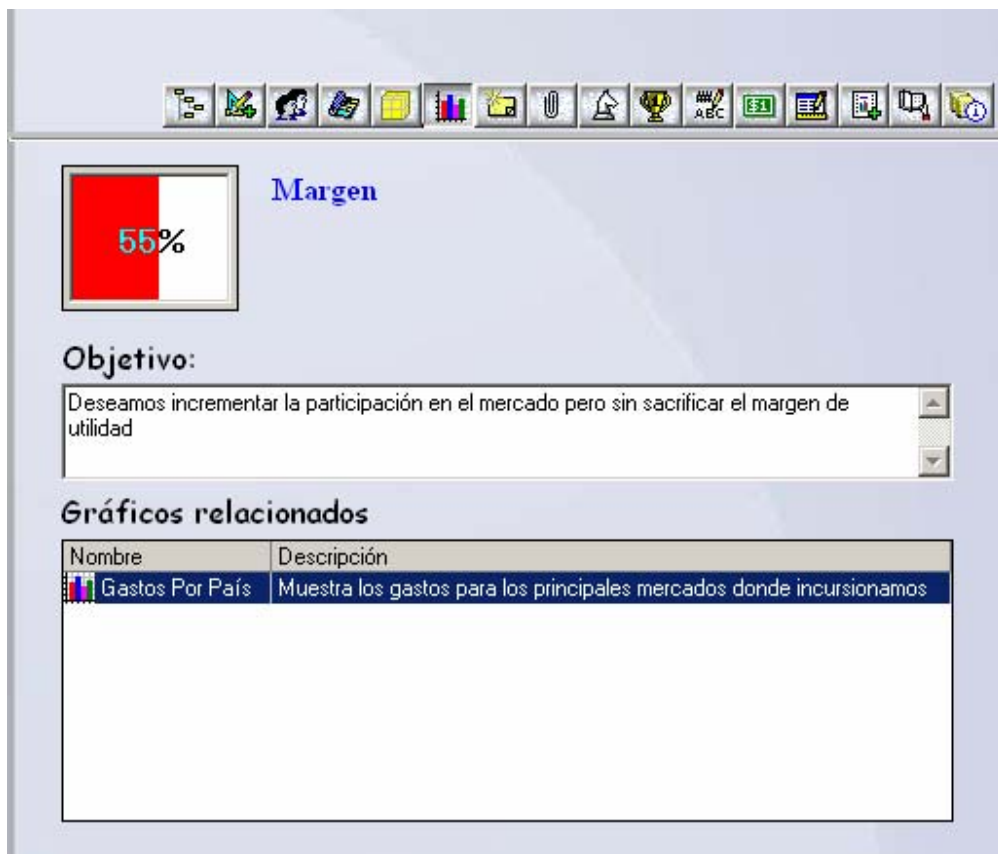 Margen
55%
Objetivo:
Deseamos incrementar la participación en el mercado pero sin sacrificar el margen de
utilidad
Gráficos relacionados
Nombre Descripción
Gastos Por País Muestra los gastos para los principales mercados donde incursionamos